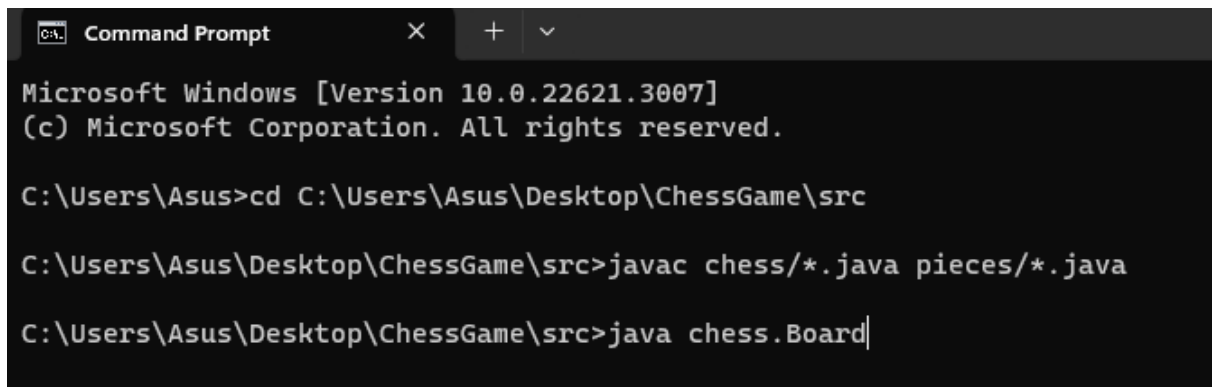 Command Prompt
Microsoft Windows [Version 10.0.22621.3007]
(c) Microsoft Corporation. All rights reserved.
C:\Users\Asus>cd C:\Users\Asus\Desktop\ChessGame\src
C:\Users\Asus\Desktop\ChessGame\src>javac chess/*.java pieces/*.java
C:\Users\Asus\Desktop\ChessGame\src>java chess.Board